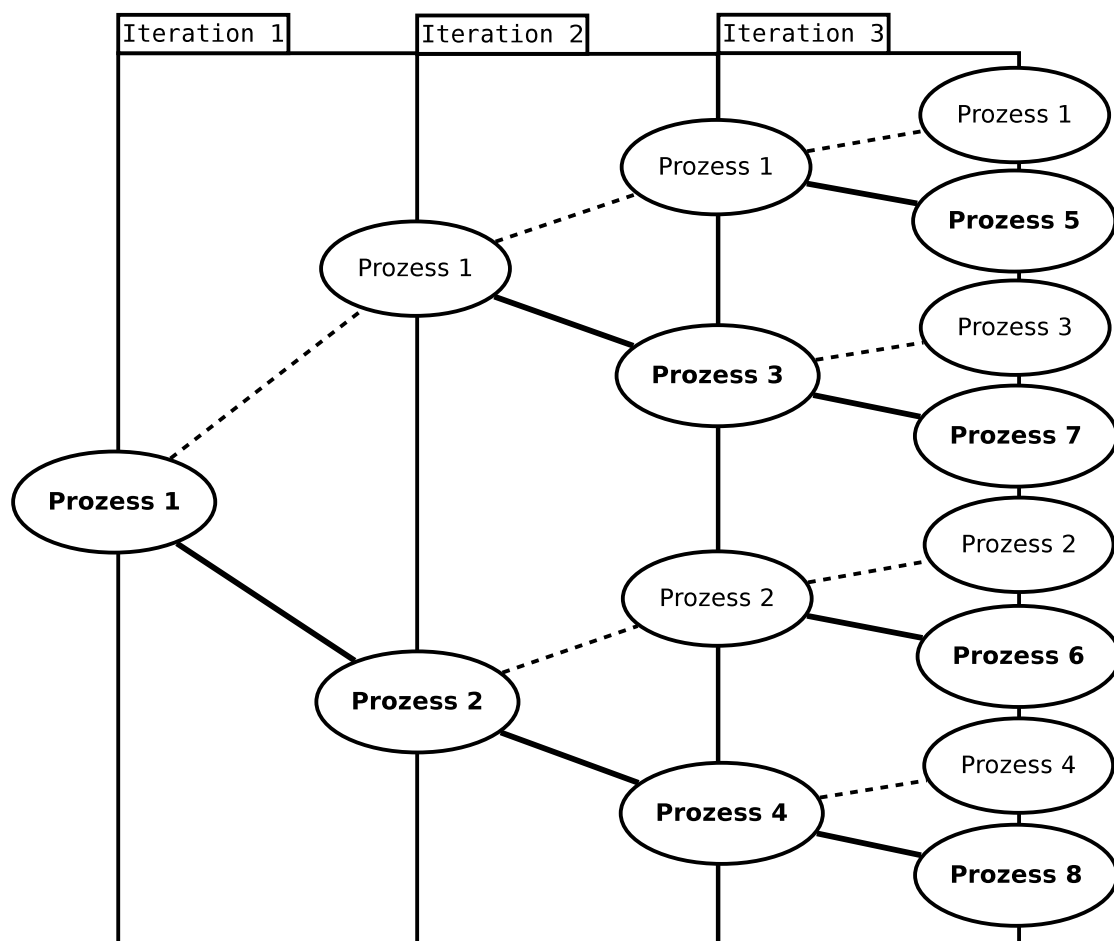 Iteration 1
Iteration 2
Iteration 3
Prozess 1
Prozess 1
Prozess 5
Prozess 1
Prozess 3
Prozess 3
Prozess 7
Prozess 1
Prozess 2
Prozess 2
Prozess 6
Prozess 2
Prozess 4
Prozess 4
Prozess 8